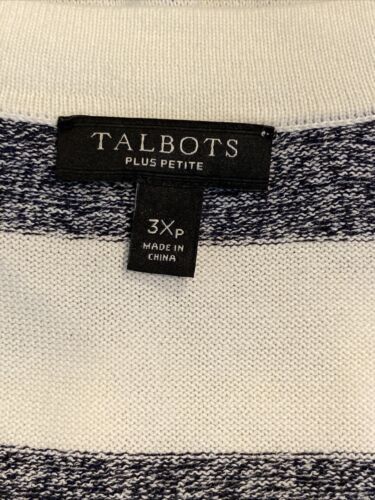 TALBOTS
PLUS PETITE
3XP
MADE IN
CHINA